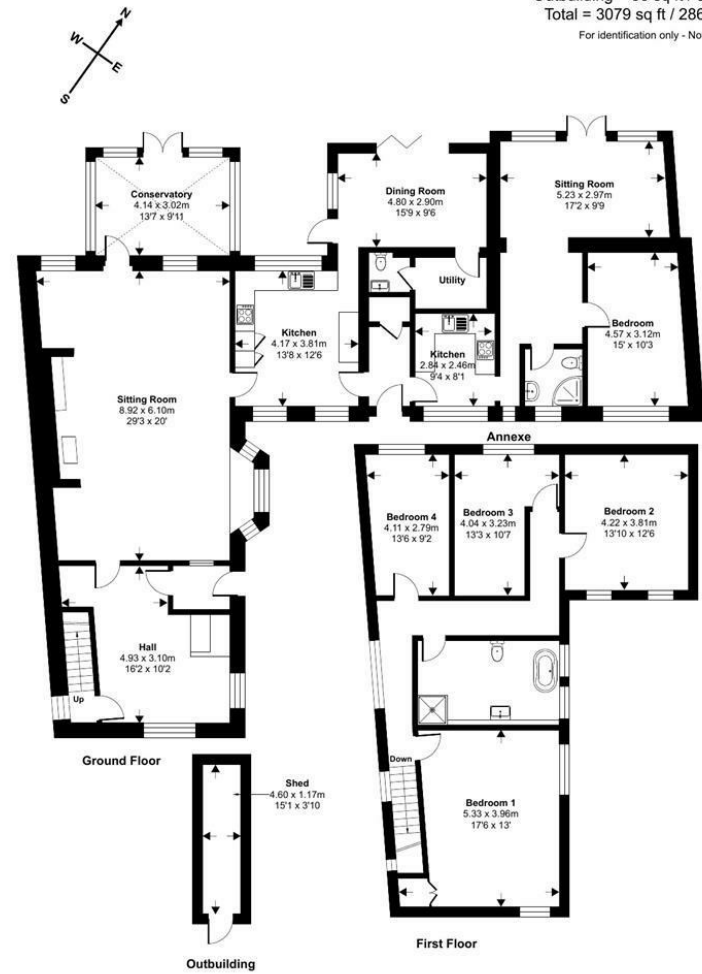 Total = 3079 sq ft / 286
For identification only - No
N
W
E
S
Conservatory
4.14 x 3.02m
13'7 x 9'11
Dining Room
4.80 x 2.90m
15'9 x 9'6
Sitting Room
5.23 x 2.97m
17'2 x 9'9
Utility
Kitchen
4.17 x 3.81m
13'8 x 12'6
Kitchen
2.84 x 2.46m
9'4 x 8'1
Bedroom
4.57 x 3.12m
15' x 10'3
Sitting Room
8.92 x 6.10m
29'3 x 20'
Annexe
Bedroom 4
4.11 x 2.79m
13'6 x 9'2
Bedroom 3
4.04 x 3.23m
13'3 x 10'7
Bedroom 2
4.22 x 3.81m
13'10 x 12'6
Hall
4.93 x 3.10m
16'2 x 10'2
Up
Ground Floor
Down
Bedroom 1
5.33 x 3.96m
17'6 x 13'
Shed
4.60 x 1.17m
15'1 x 3'10
First Floor
Outbuilding